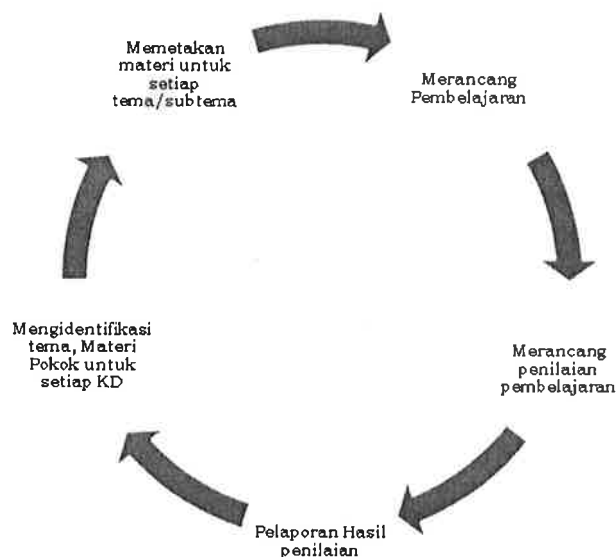 Memetakan
materi untuk
setiap
tema/subtema
Merancang
Pembelajaran
Merancang
penilaian
pembelajaran
Pelaporan Hasil
penilaian
Mengidentifikasi
tema, Materi
Pokok untuk
setiap KD